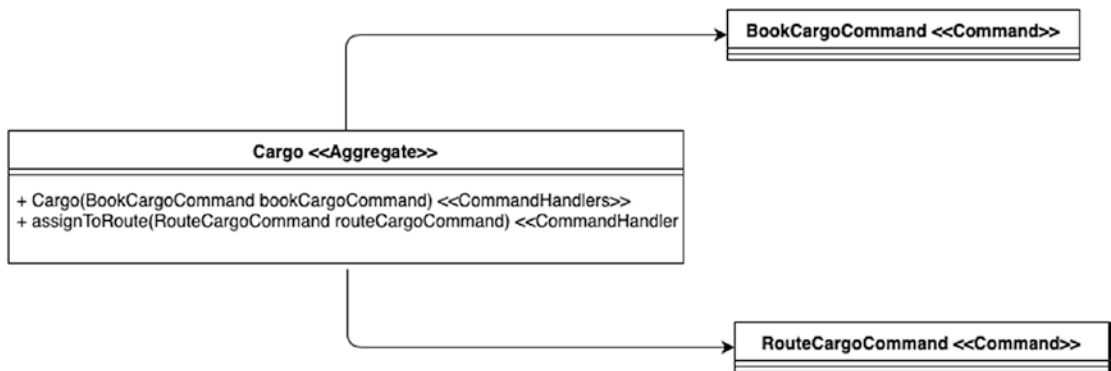 BookCargoCommand <<Command>>
Cargo <<Aggregate>>
+ Cargo(BookCargoCommand bookCargoCommand) <<CommandHandlers>>
+ assignToRoute(RouteCargoCommand routeCargoCommand) <<CommandHandler
RouteCargoCommand <<Command>>